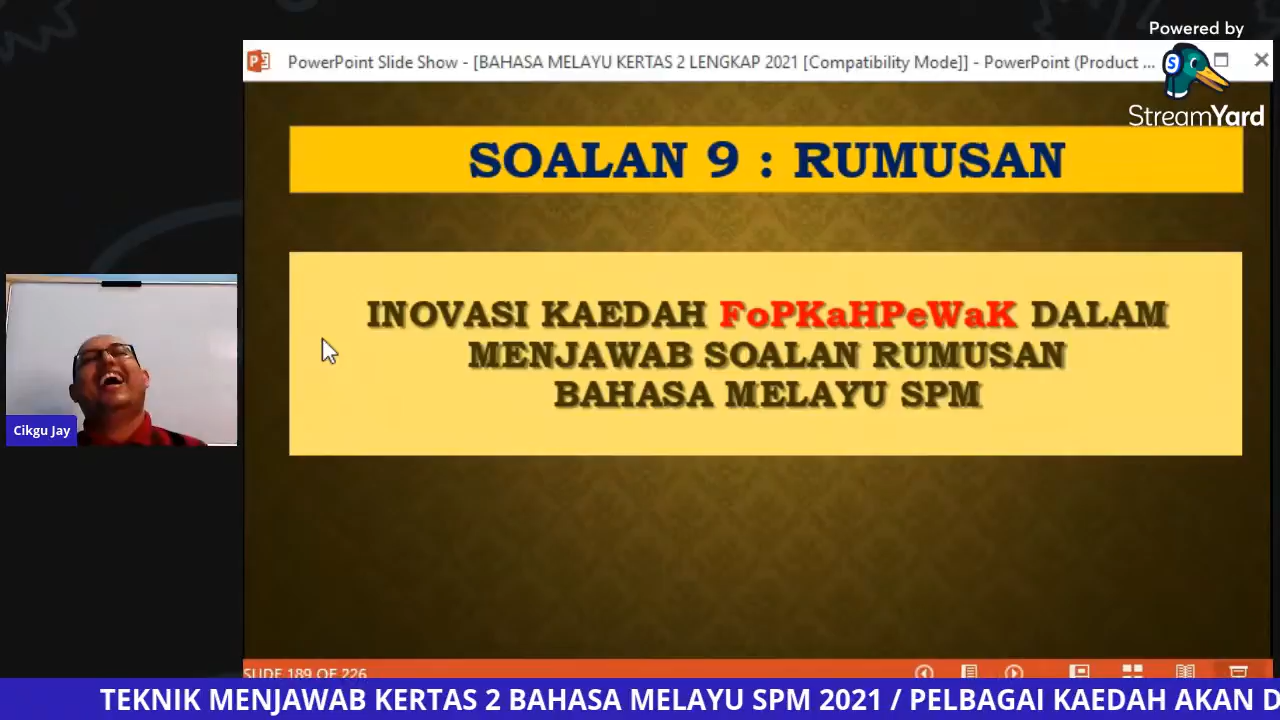 Powered by
StreamYard
PowerPoint Slide Show - [BAHASA MELAYU KERTAS 2 LENGKAP 2021 [Compatibility Mode]] - PowerPoint (Product ...
SOALAN 9 : RUMUSAN
INOVASI KAEDAH FoPKaHPeWaK DALAM
MENJAWAB SOALAN RUMUSAN
BAHASA MELAYU SPM
Cikgu Jay
SLIDE 189 OF 226
TEKNIK MENJAWAB KERTAS 2 BAHASA MELAYU SPM 2021 / PELBAGAI KAEDAH AKAN D